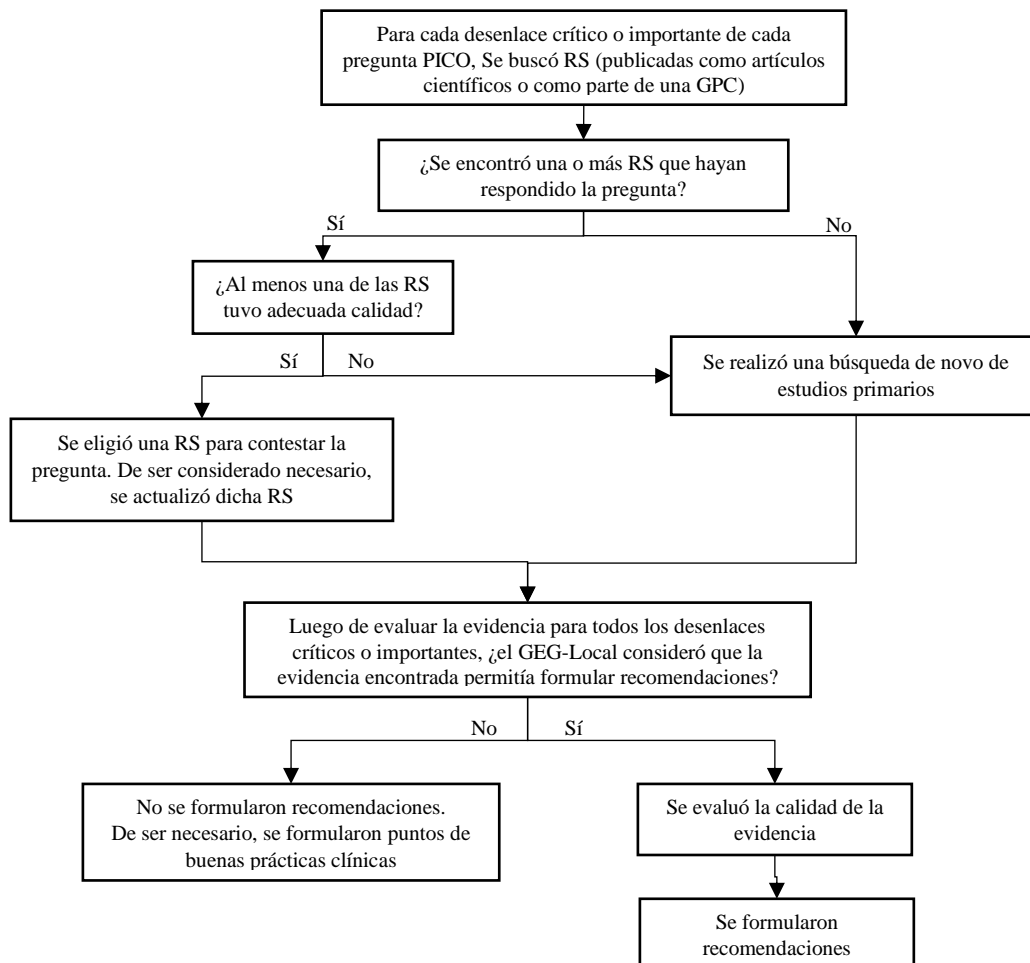 Para cada desenlace crítico o importante de cada
pregunta PICO, Se buscó RS (publicadas como artículos
científicos o como parte de una GPC)
¿Se encontró una o más RS que hayan
respondido la pregunta?
Sí
No
¿Al menos una de las RS
tuvo adecuada calidad?
Sí
No
Se realizó una búsqueda de novo de
estudios primarios
Se eligió una RS para contestar la
pregunta. De ser considerado necesario,
se actualizó dicha RS
Luego de evaluar la evidencia para todos los desenlaces
críticos o importantes, ¿el GEG-Local consideró que la
evidencia encontrada permitía formular recomendaciones?
No
Sí
No se formularon recomendaciones.
De ser necesario, se formularon puntos de
buenas prácticas clínicas
Se evaluó la calidad de la
evidencia
Se formularon
recomendaciones